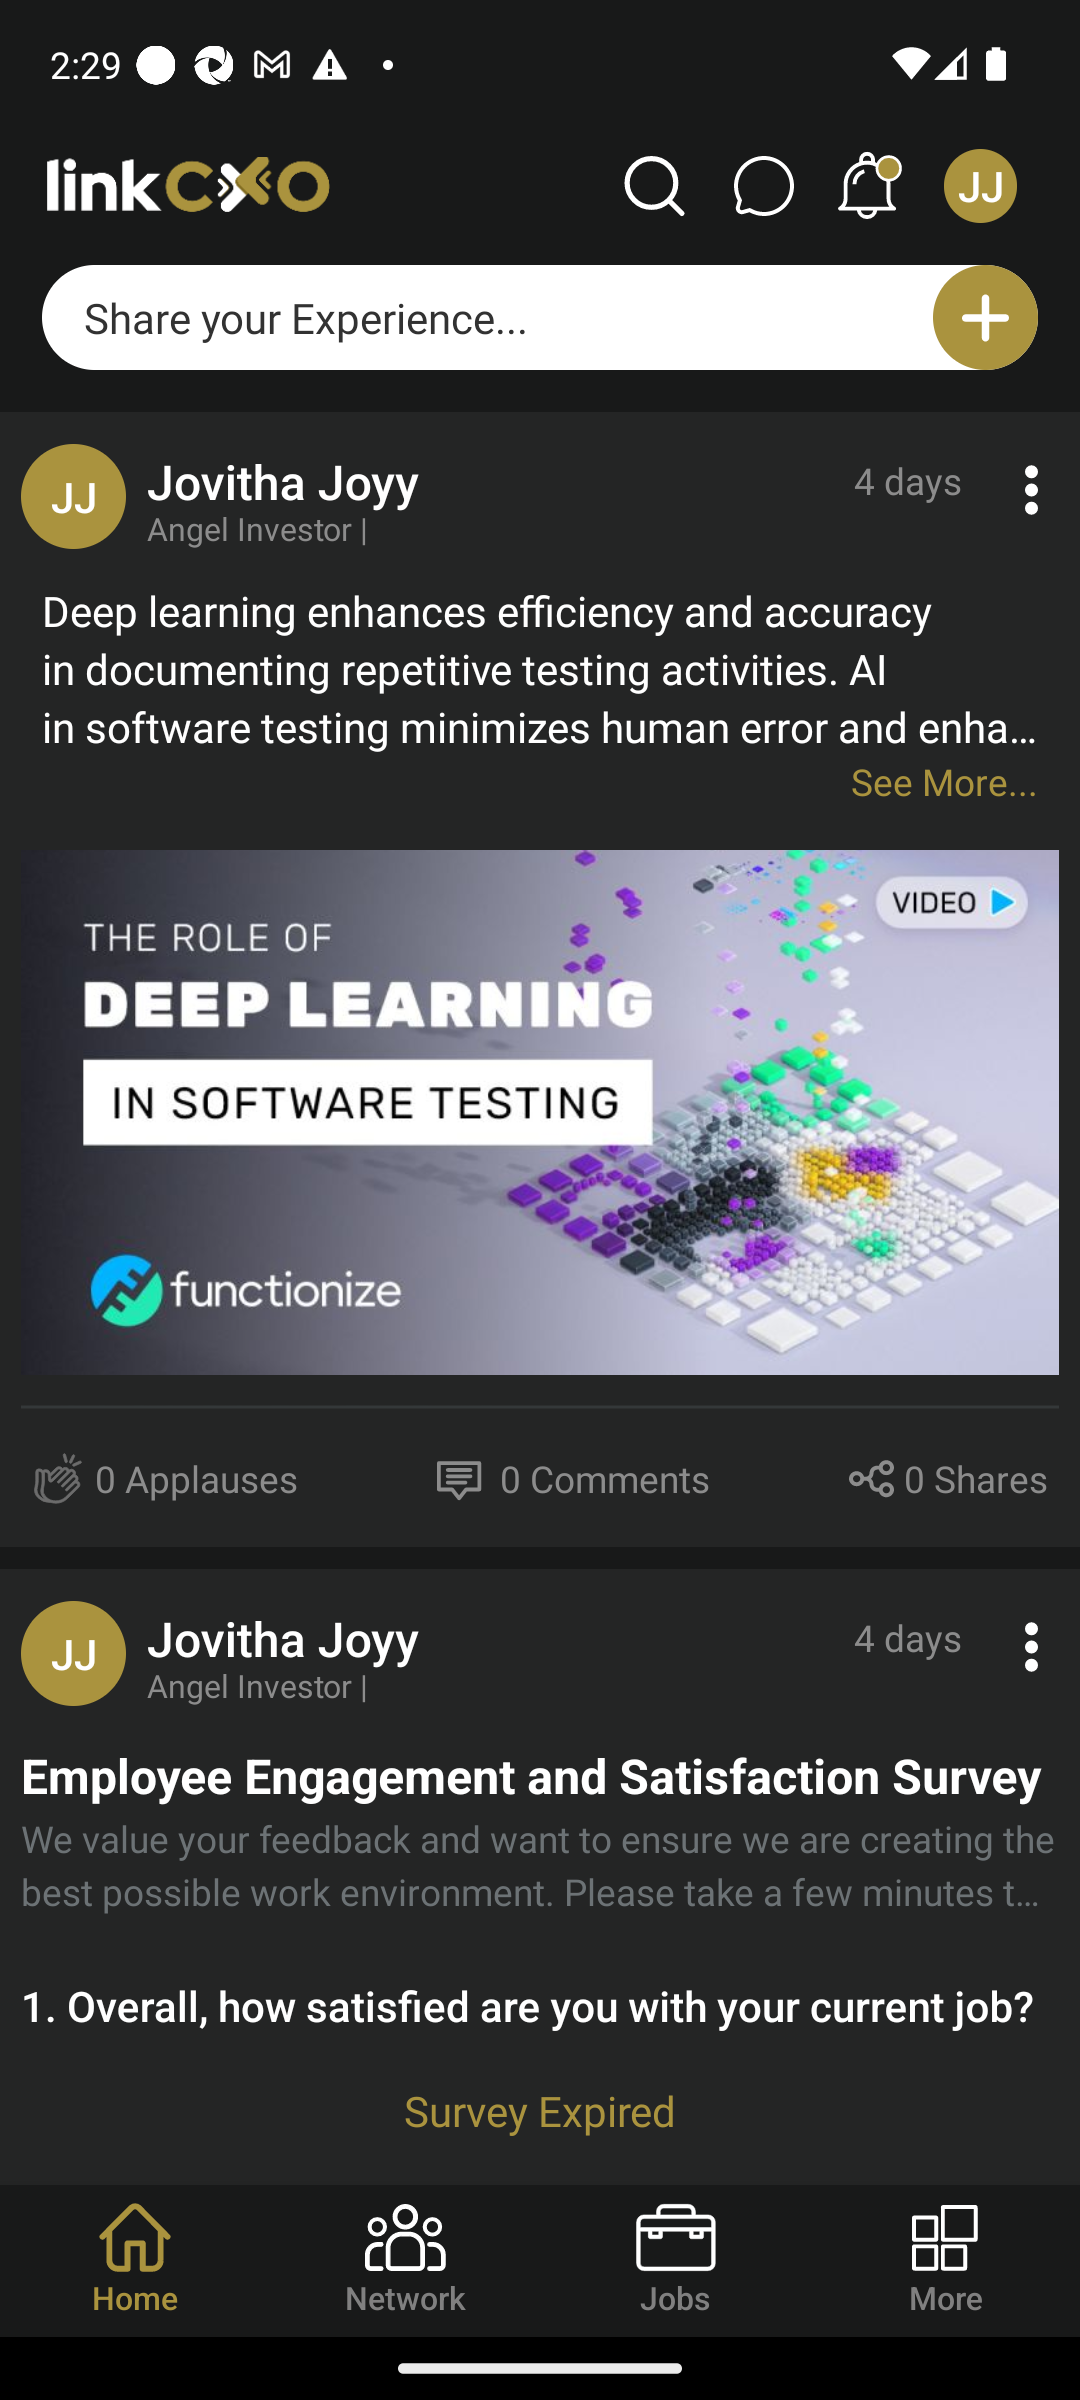 2:29
linkCXO
JJ
Share your Experience...
JJ
Jovitha Joyy
4 days
Angel Investor |
Deep learning enhances efficiency and accuracy
in documenting repetitive testing activities. AI
in software testing minimizes human error and enha...
See More...
VIDEO
THE ROLE OF
DEEP LEARNING
IN SOFTWARE TESTING
functionize
0 Applauses
0 Comments
0 Shares
JJ
Jovitha Joyy
4 days
Angel Investor |
Employee Engagement and Satisfaction Survey
We value your feedback and want to ensure we are creating the
best possible work environment. Please take a few minutes t...
1. Overall, how satisfied are you with your current job?
Survey Expired
Home
Network
Jobs
More